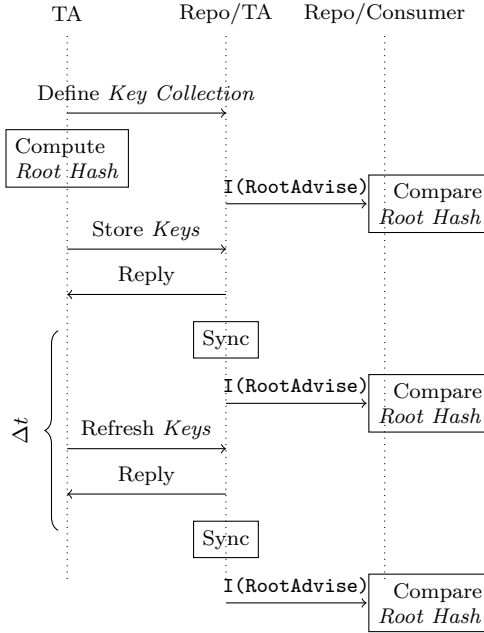 TA Repo/TA Repo/Consumer
Define Key Collection
Compute
Root Hash
I(RootAdvise)
Compare
Root Hash
Store Keys
Reply
Sync
I(RootAdvise)
Compare
Root Hash
Δt
Refresh Keys
Reply
Sync
I(RootAdvise)
Compare
Root Hash